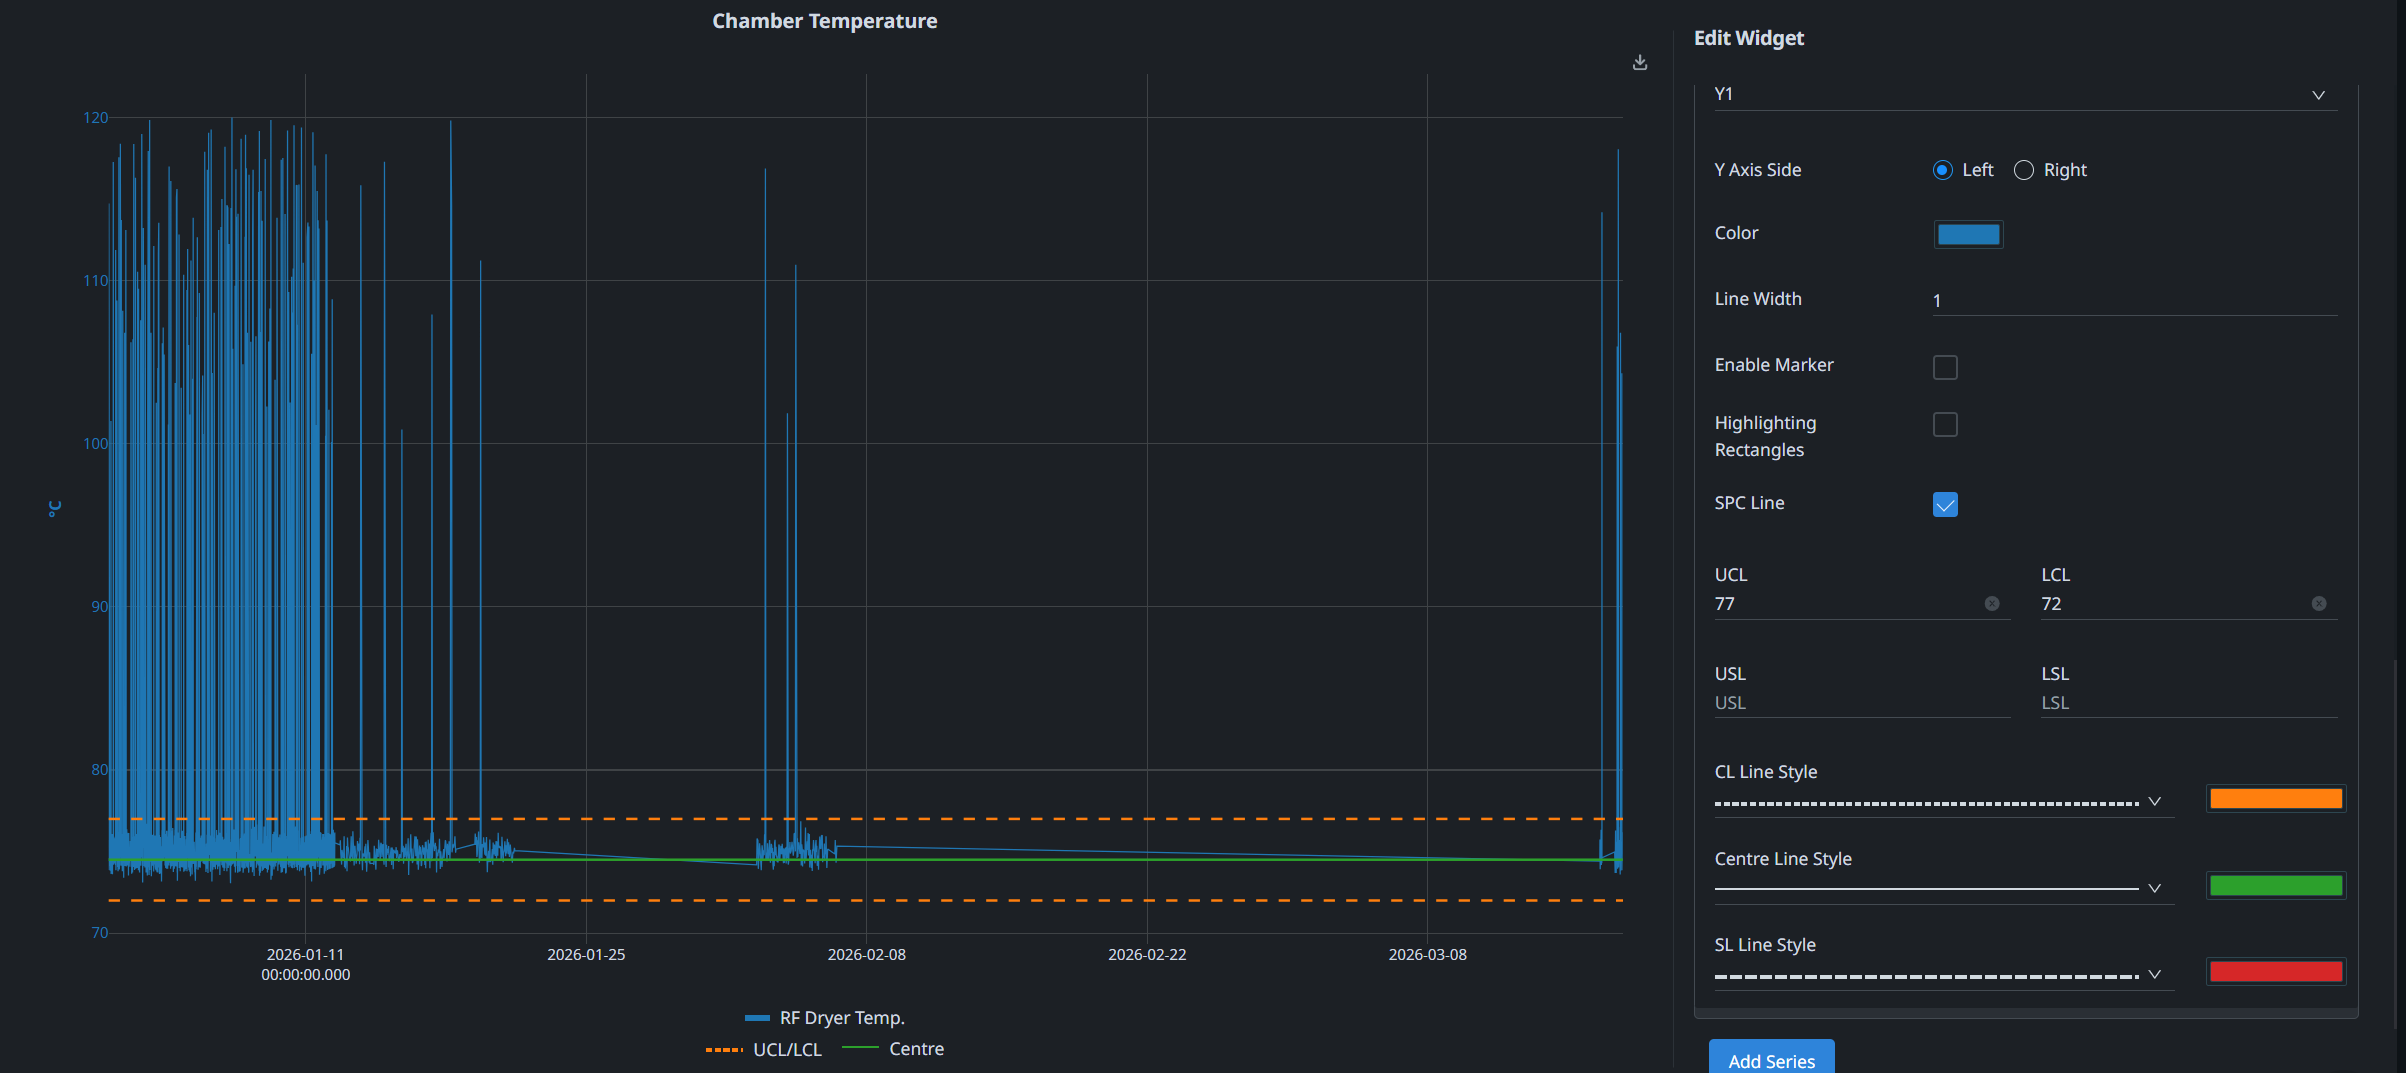 Chamber Temperature
120
110
100
90
80
70
°C
2026-01-11
00:00:00.000
2026-01-25
2026-02-08
2026-02-22
2026-03-08
RF Dryer Temp.
UCL/LCL Centre
Edit Widget
Y1
Y Axis Side Left Right
Color
Line Width 1
Enable Marker
Highlighting
Rectangles
SPC Line
UCL LCL
77 72
USL LSL
USL LSL
CL Line Style
Centre Line Style
SL Line Style
Add Series